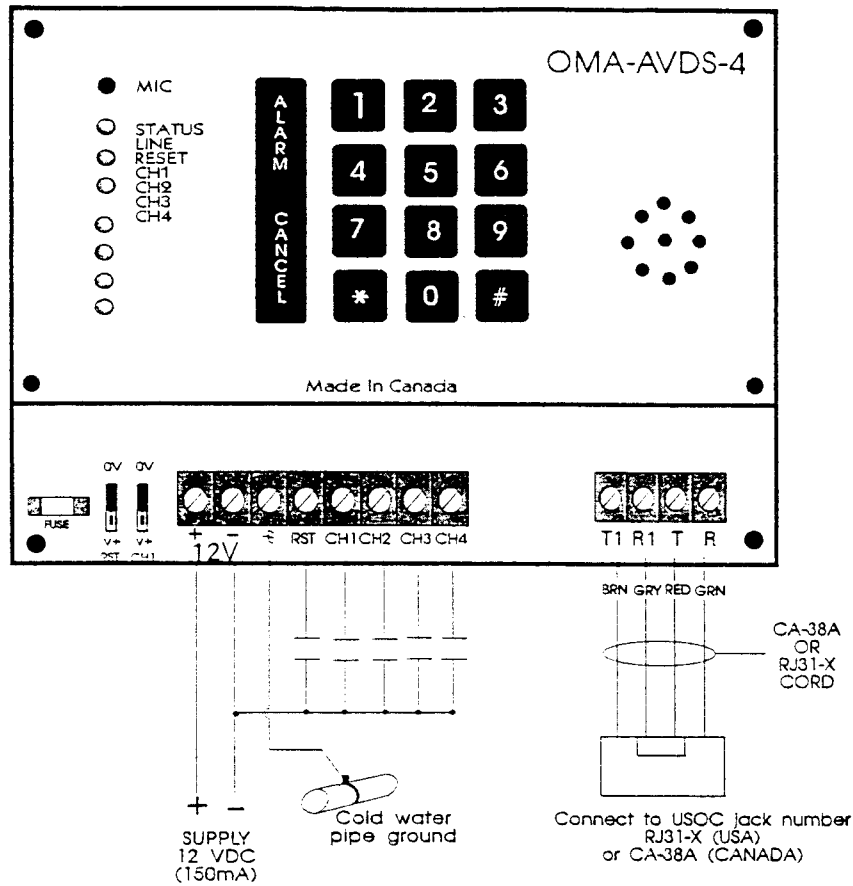 OMA-AVDS-4
MIC
STATUS
LINE
RESET
CH1
CH2
CH3
CH4
ALARM CANCEL
1 2 3
4 5 6
7 8 9
* 0 #
Made In Canada
0V 0V
FUSE
V+ V+
RST CH1
+ −
12V
RST CH1 CH2 CH3 CH4
T1 R1 T R
BRN GRY RED GRN
CA-38A
OR
RJ31-X
CORD
+ −
SUPPLY
12 VDC
(150mA)
Cold water
pipe ground
Connect to USOC jack number
RJ31-X (USA)
or CA-38A (CANADA)